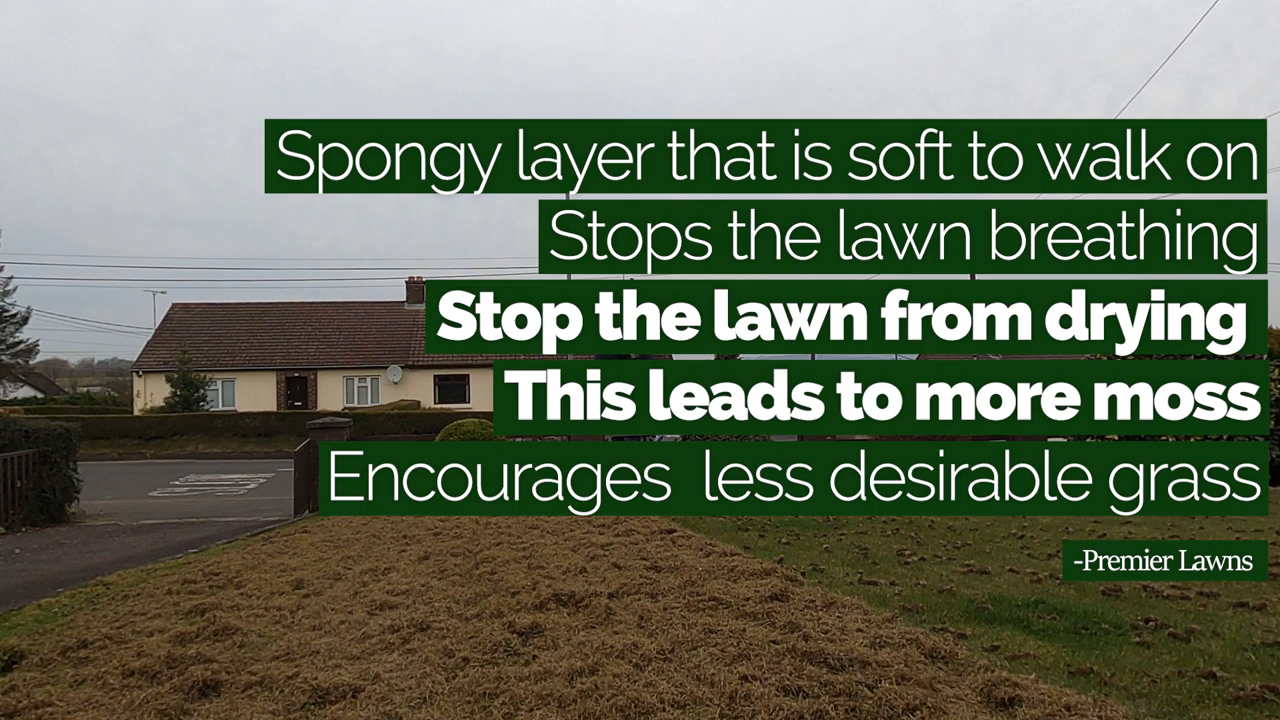 Spongy layer that is soft to walk on
Stops the lawn breathing
Stop the lawn from drying
This leads to more moss
Encourages less desirable grass
-Premier Lawns